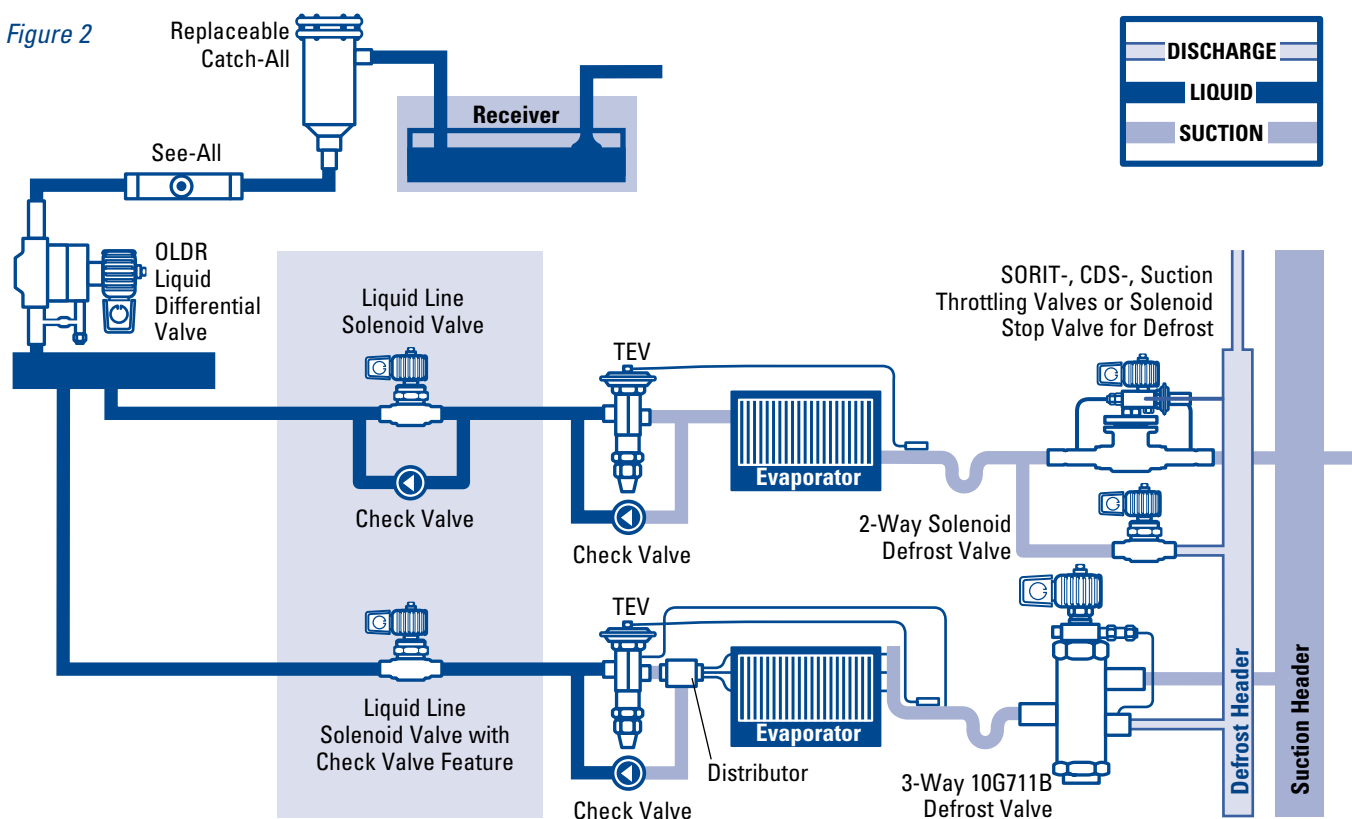 Figure 2
Replaceable
Catch-All
See-All
Receiver
DISCHARGE
LIQUID
SUCTION
OLDR
Liquid
Differential
Valve
Liquid Line
Solenoid Valve
Check Valve
TEV
Check Valve
Evaporator
SORIT-, CDS-, Suction
Throttling Valves or Solenoid
Stop Valve for Defrost
2-Way Solenoid
Defrost Valve
Liquid Line
Solenoid Valve with
Check Valve Feature
TEV
Check Valve
Distributor
Evaporator
3-Way 10G711B
Defrost Valve
Defrost Header
Suction Header